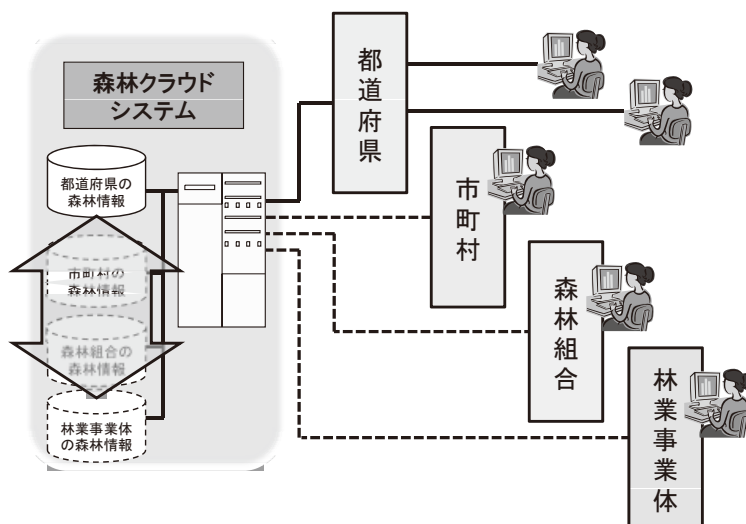 森林クラウド
システム
都道府県の
森林情報
市町村の
森林情報
森林組合の
森林情報
林業事業体
の森林情報
都道府県
市町村
森林組合
林業事業体